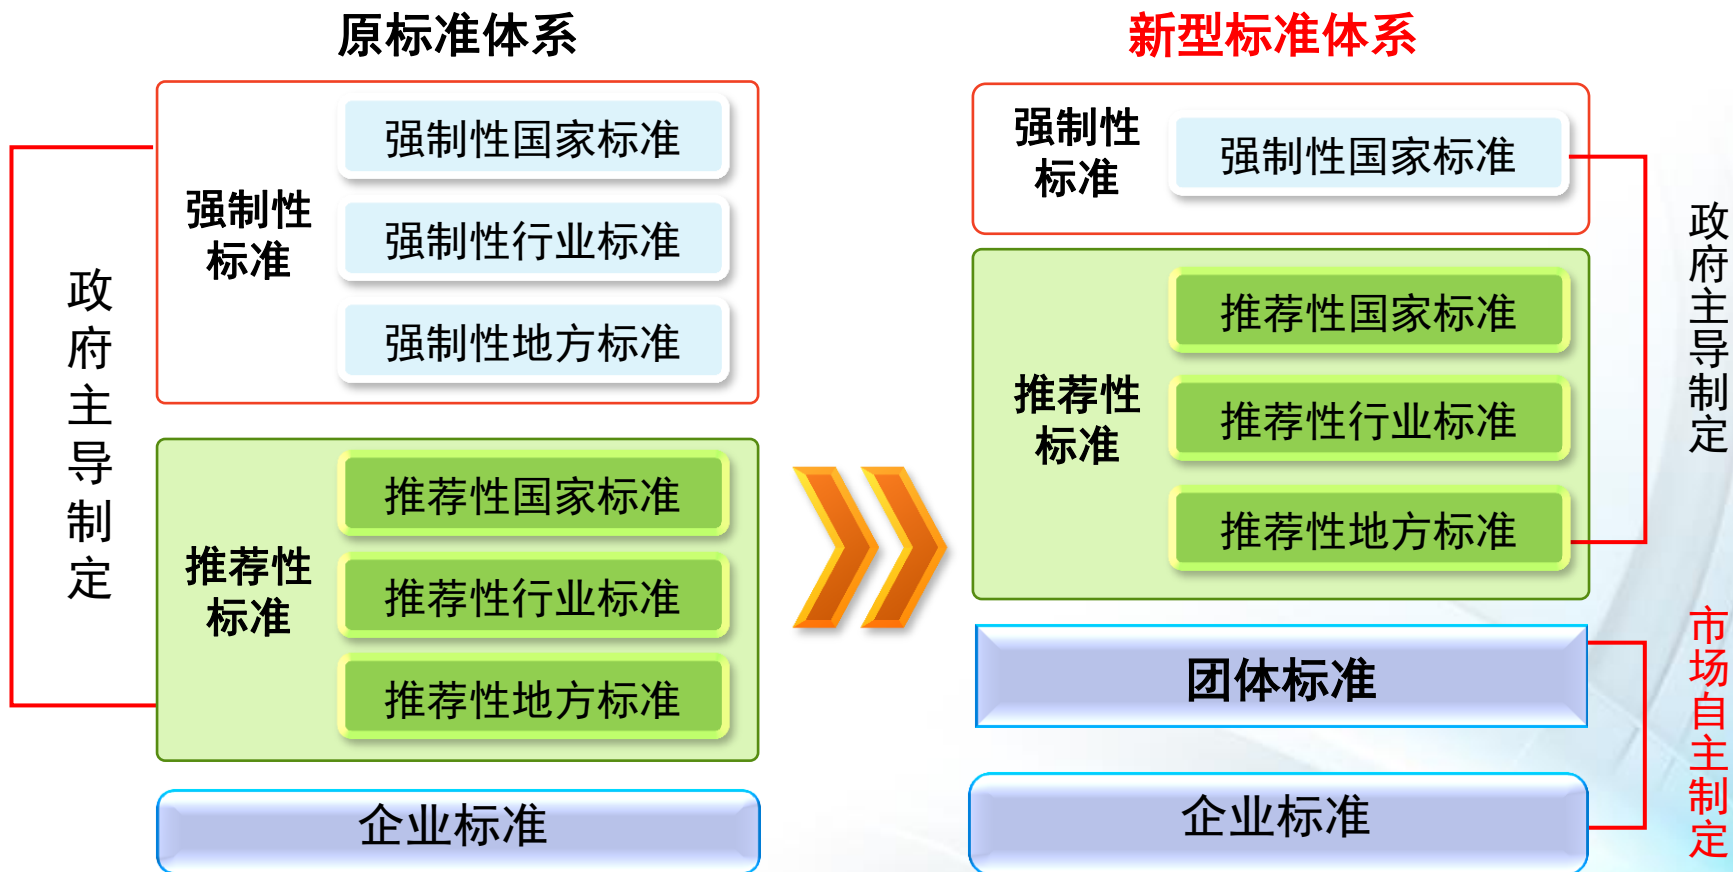 原标准体系
政府主导制定
强制性
标准
强制性国家标准
强制性行业标准
强制性地方标准
推荐性
标准
推荐性国家标准
推荐性行业标准
推荐性地方标准
企业标准
新型标准体系
强制性
标准
强制性国家标准
推荐性
标准
推荐性国家标准
推荐性行业标准
推荐性地方标准
团体标准
企业标准
政府主导制定
市场自主制定